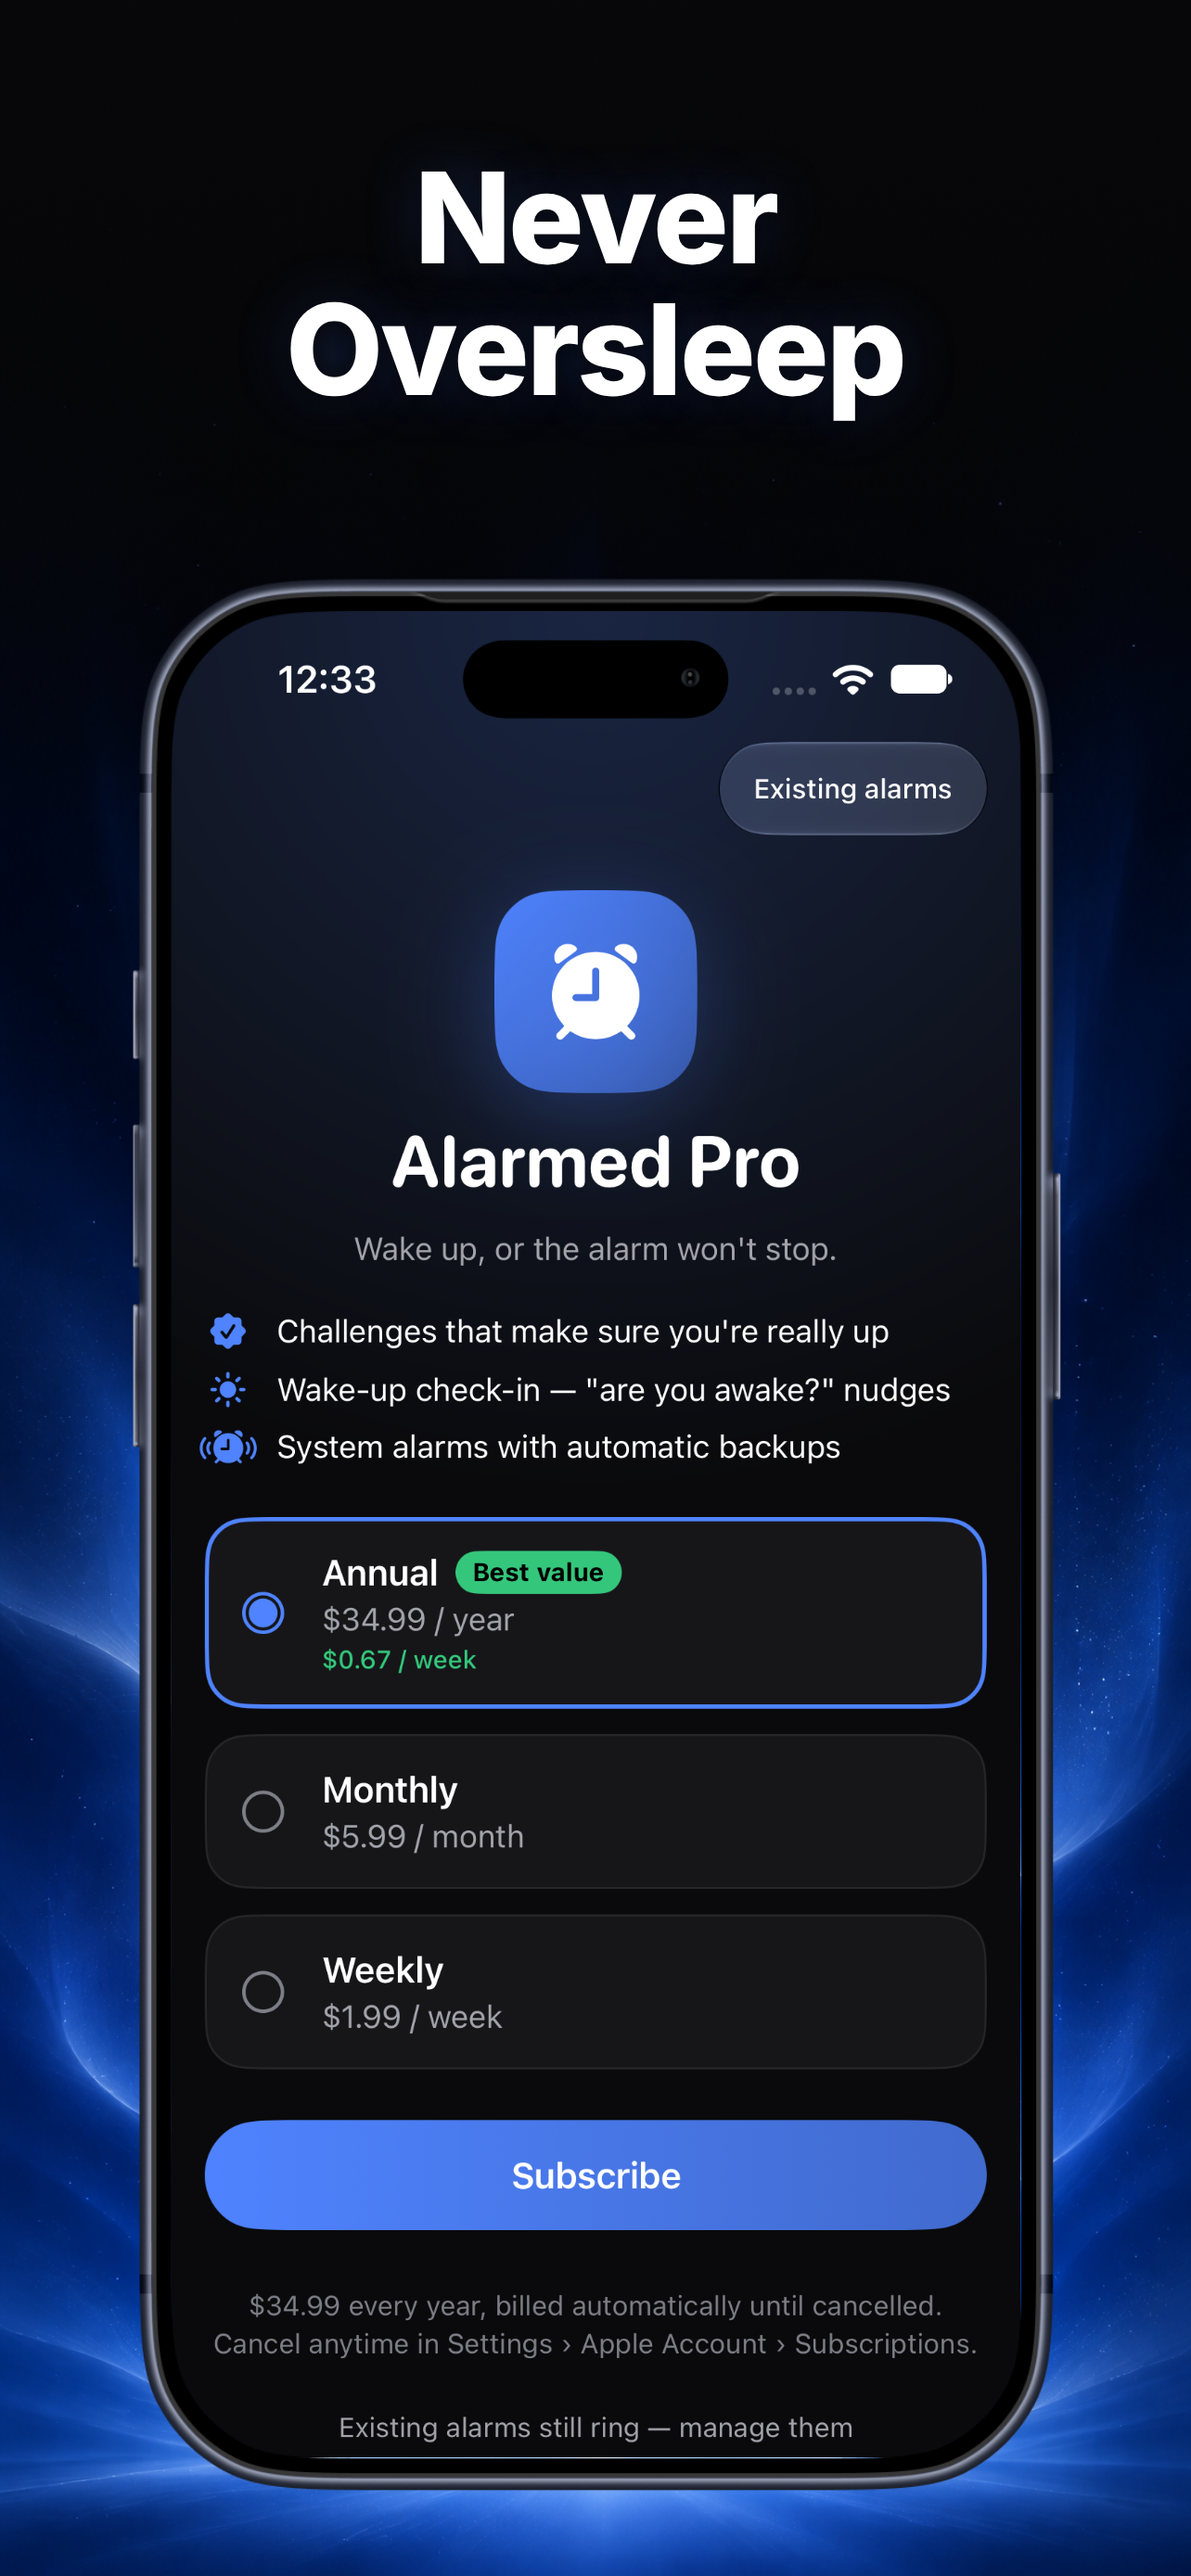 Never
Oversleep
12:33
Existing alarms
Alarmed Pro
Wake up, or the alarm won't stop.
Challenges that make sure you're really up
Wake-up check-in — "are you awake?" nudges
System alarms with automatic backups
Annual Best value
$34.99 / year
$0.67 / week
Monthly
$5.99 / month
Weekly
$1.99 / week
Subscribe
$34.99 every year, billed automatically until cancelled.
Cancel anytime in Settings › Apple Account › Subscriptions.
Existing alarms still ring — manage them